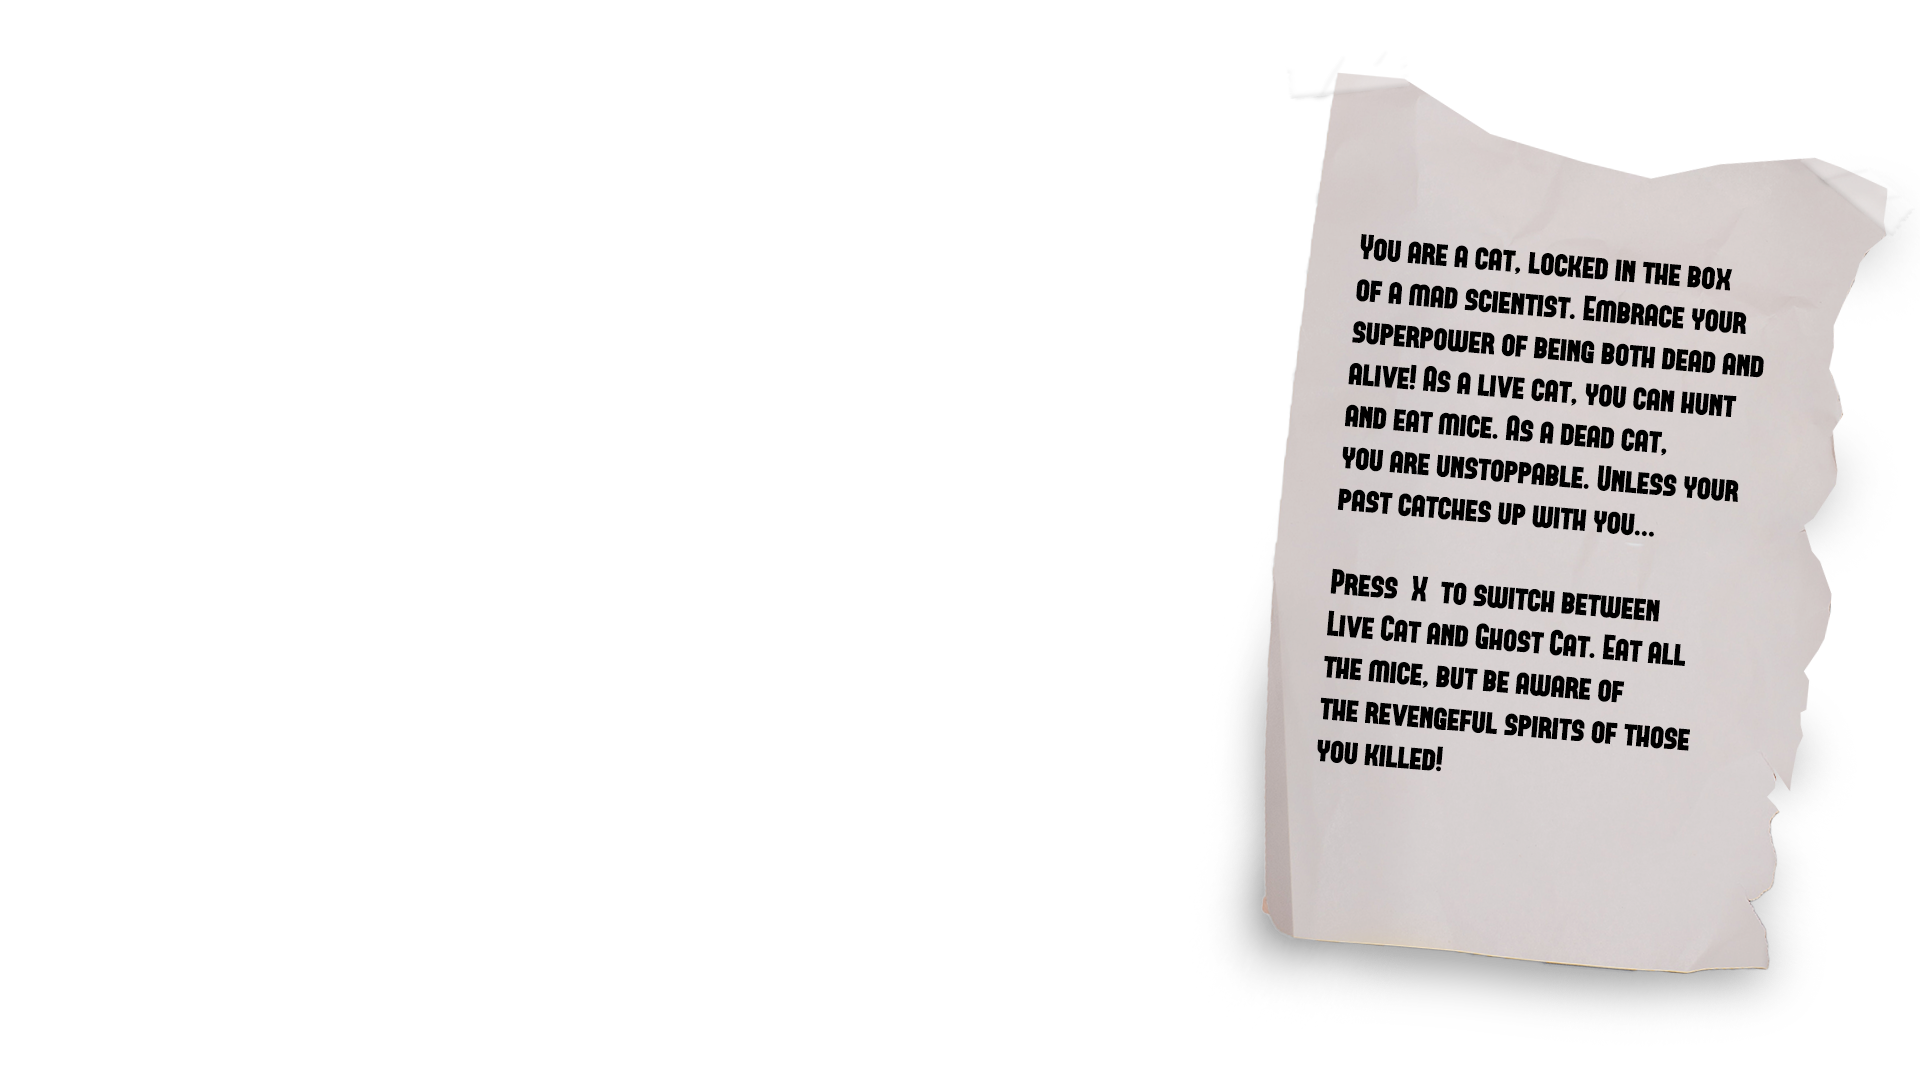 You are a cat, locked in the box
of a mad scientist. Embrace your
superpower of being both dead and
alive! As a live cat, you can hunt
and eat mice. As a dead cat,
you are unstoppable. Unless your
past catches up with you...
Press X to switch between
Live Cat and Ghost Cat. Eat all
the mice, but be aware of
the revengeful spirits of those
you killed!